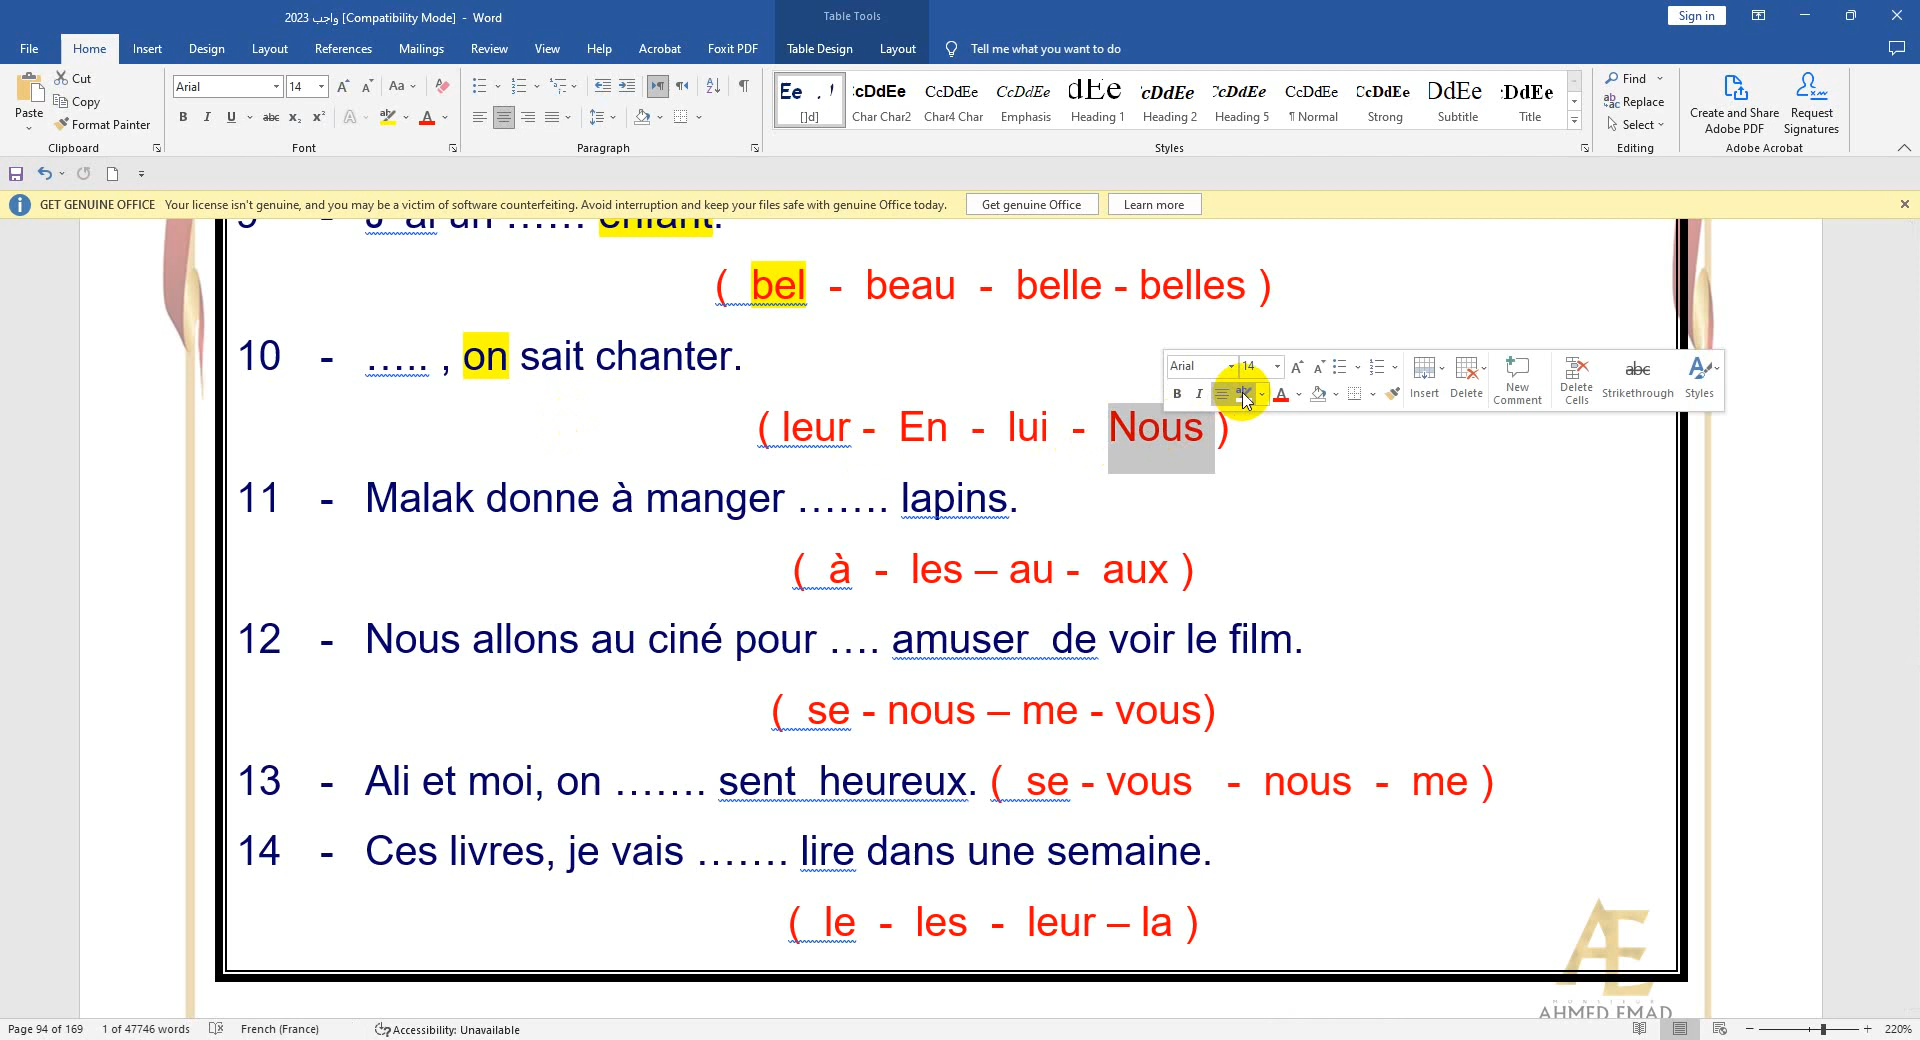 واجب 2023 [Compatibility Mode] - Word
Table Tools
Sign in
File Home Insert Design Layout References Mailings Review View Help Acrobat Foxit PDF Table Design Layout Tell me what you want to do
Paste
Cut
Copy
Format Painter
Clipboard
Arial 14
Font
Paragraph
[]d] Char Char2 Char4 Char Emphasis Heading 1 Heading 2 Heading 5 ¶ Normal Strong Subtitle Title
Styles
Find
Replace
Select
Editing
Create and Share Adobe PDF
Request Signatures
Adobe Acrobat
GET GENUINE OFFICE Your license isn't genuine, and you may be a victim of software counterfeiting. Avoid interruption and keep your files safe with genuine Office today. Get genuine Office Learn more
9 - J' ai un …… enfant.
( bel - beau - belle - belles )
10 - ….. , on sait chanter.
Arial 14
Insert Delete New Comment Delete Cells Strikethrough Styles
( leur - En - lui - Nous )
11 - Malak donne à manger ……. lapins.
( à - les – au - aux )
12 - Nous allons au ciné pour …. amuser de voir le film.
( se - nous – me - vous)
13 - Ali et moi, on ……. sent heureux. ( se - vous - nous - me )
14 - Ces livres, je vais ……. lire dans une semaine.
( le - les - leur – la )
AE
MONSIEUR
AHMED EMAD
Page 94 of 169 1 of 47746 words French (France) Accessibility: Unavailable 220%